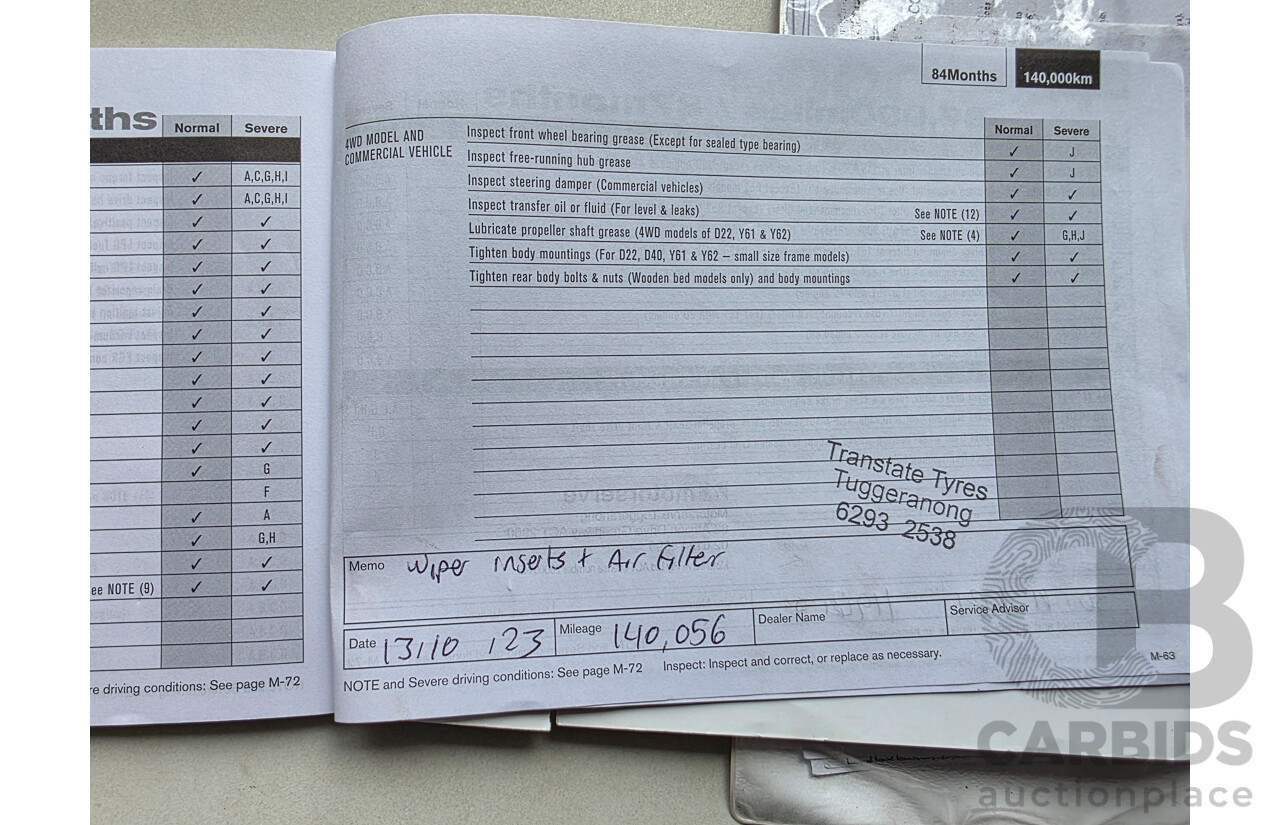 ths
Normal Severe
✓ A,C,G,H,I
✓ A,C,G,H,I
✓ ✓
✓ ✓
✓ ✓
✓ ✓
✓ ✓
✓ ✓
✓ ✓
✓ ✓
✓ ✓
✓ ✓
✓ ✓
✓ G
F
✓ A
✓ G,H
✓ ✓
ee NOTE (9) ✓ ✓
re driving conditions: See page M-72
84Months 140,000km
Normal Severe
4WD MODEL AND
COMMERCIAL VEHICLE
Inspect front wheel bearing grease (Except for sealed type bearing) ✓ J
Inspect free-running hub grease ✓ J
Inspect steering damper (Commercial vehicles) ✓ ✓
Inspect transfer oil or fluid (For level & leaks) See NOTE (12) ✓ ✓
Lubricate propeller shaft grease (4WD models of D22, Y61 & Y62) See NOTE (4) ✓ G,H,J
Tighten body mountings (For D22, D40, Y61 & Y62 – small size frame models) ✓ ✓
Tighten rear body bolts & nuts (Wooden bed models only) and body mountings ✓ ✓
Transtate Tyres
Tuggeranong
6293 2538
Memo Wiper inserts + Air Filter
Date 13/10/23 Mileage 140,056 Dealer Name Service Advisor
NOTE and Severe driving conditions: See page M-72 Inspect: Inspect and correct, or replace as necessary.
M-63
CARBIDS
auctionplace